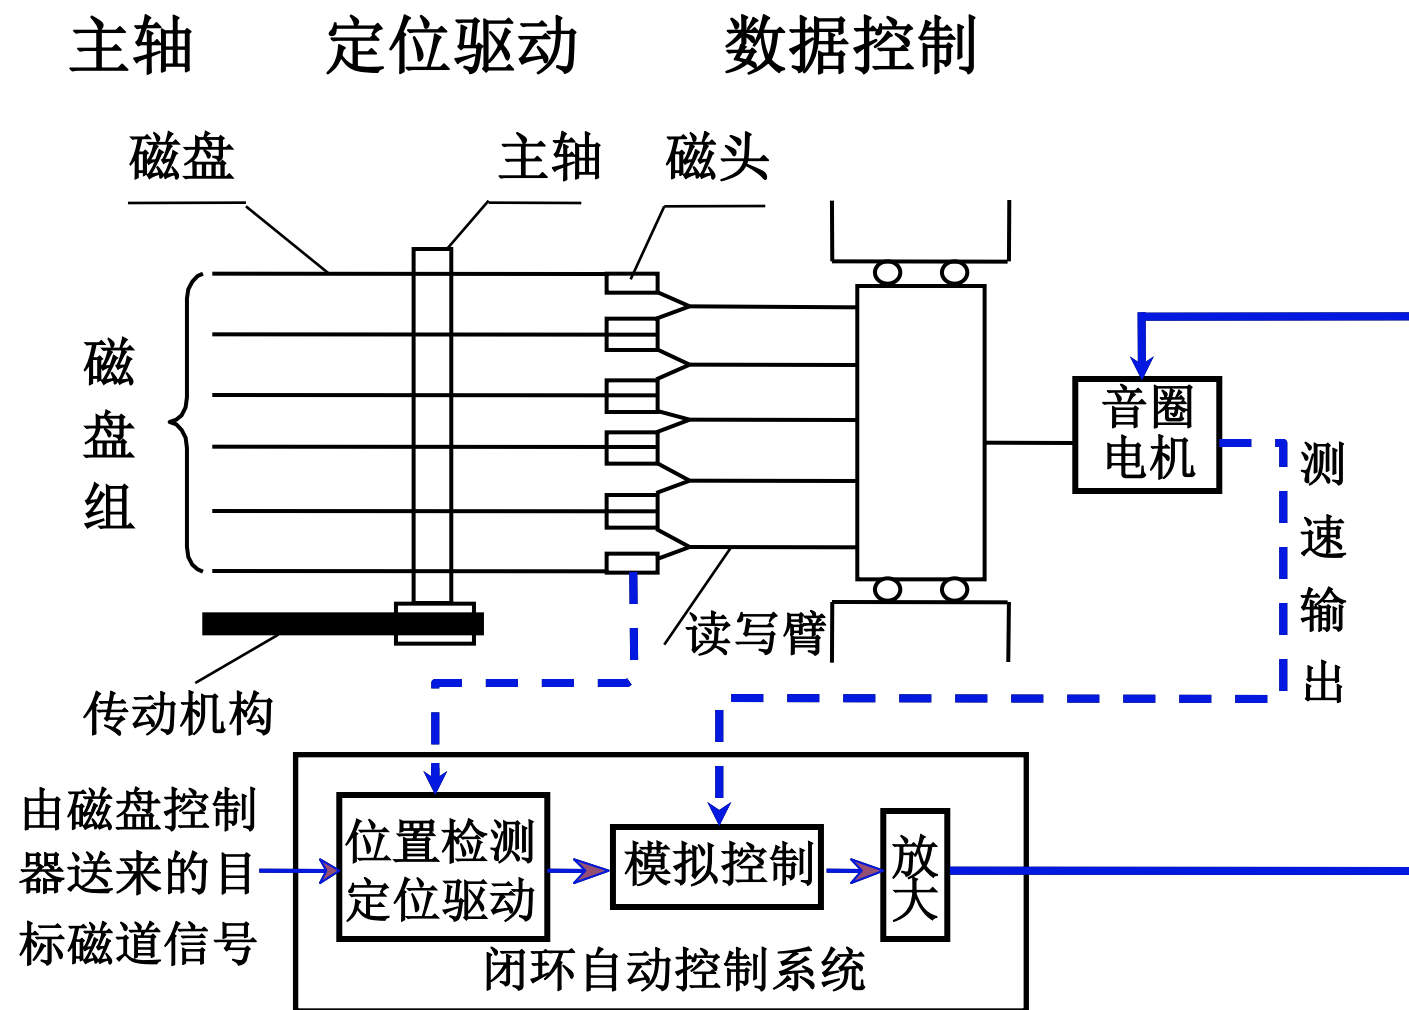 主轴 定位驱动 数据控制
磁盘 主轴 磁头
磁盘组
音圈
电机
测速输出
读写臂
传动机构
由磁盘控制
器送来的目
标磁道信号
位置检测
定位驱动
模拟控制
放大
闭环自动控制系统